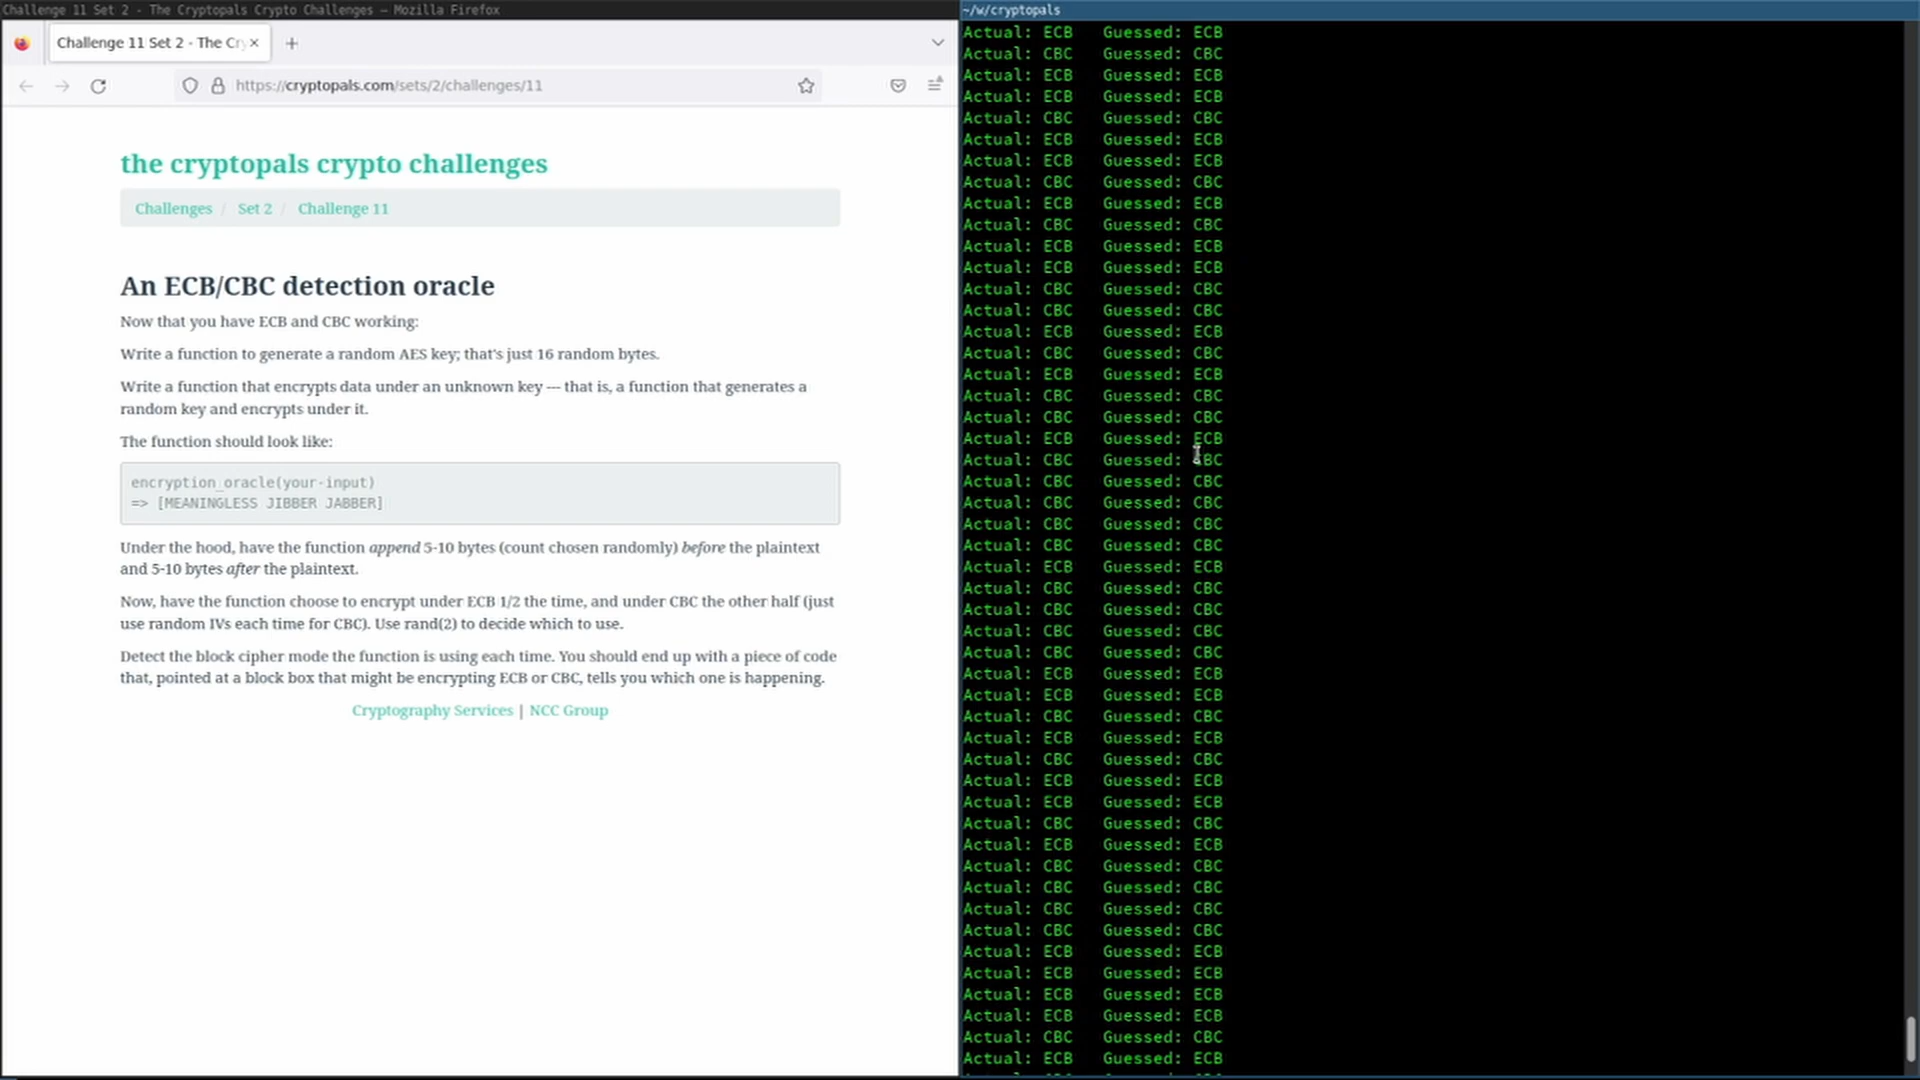 Challenge 11 Set 2 - The Cryptopals Crypto Challenges — Mozilla Firefox
Challenge 11 Set 2 - The Cry
https://cryptopals.com/sets/2/challenges/11
the cryptopals crypto challenges
Challenges / Set 2 / Challenge 11
An ECB/CBC detection oracle
Now that you have ECB and CBC working:
Write a function to generate a random AES key; that's just 16 random bytes.
Write a function that encrypts data under an unknown key --- that is, a function that generates a
random key and encrypts under it.
The function should look like:
encryption_oracle(your-input)
=> [MEANINGLESS JIBBER JABBER]
Under the hood, have the function append 5-10 bytes (count chosen randomly) before the plaintext
and 5-10 bytes after the plaintext.
Now, have the function choose to encrypt under ECB 1/2 the time, and under CBC the other half (just
use random IVs each time for CBC). Use rand(2) to decide which to use.
Detect the block cipher mode the function is using each time. You should end up with a piece of code
that, pointed at a block box that might be encrypting ECB or CBC, tells you which one is happening.
Cryptography Services | NCC Group
~/w/cryptopals
Actual: ECB Guessed: ECB
Actual: CBC Guessed: CBC
Actual: ECB Guessed: ECB
Actual: ECB Guessed: ECB
Actual: CBC Guessed: CBC
Actual: ECB Guessed: ECB
Actual: ECB Guessed: ECB
Actual: CBC Guessed: CBC
Actual: ECB Guessed: ECB
Actual: CBC Guessed: CBC
Actual: ECB Guessed: ECB
Actual: ECB Guessed: ECB
Actual: CBC Guessed: CBC
Actual: CBC Guessed: CBC
Actual: ECB Guessed: ECB
Actual: CBC Guessed: CBC
Actual: ECB Guessed: ECB
Actual: CBC Guessed: CBC
Actual: CBC Guessed: CBC
Actual: ECB Guessed: ECB
Actual: CBC Guessed: CBC
Actual: CBC Guessed: CBC
Actual: CBC Guessed: CBC
Actual: CBC Guessed: CBC
Actual: CBC Guessed: CBC
Actual: ECB Guessed: ECB
Actual: CBC Guessed: CBC
Actual: CBC Guessed: CBC
Actual: CBC Guessed: CBC
Actual: CBC Guessed: CBC
Actual: ECB Guessed: ECB
Actual: ECB Guessed: ECB
Actual: CBC Guessed: CBC
Actual: ECB Guessed: ECB
Actual: CBC Guessed: CBC
Actual: ECB Guessed: ECB
Actual: ECB Guessed: ECB
Actual: CBC Guessed: CBC
Actual: ECB Guessed: ECB
Actual: CBC Guessed: CBC
Actual: CBC Guessed: CBC
Actual: CBC Guessed: CBC
Actual: CBC Guessed: CBC
Actual: ECB Guessed: ECB
Actual: ECB Guessed: ECB
Actual: ECB Guessed: ECB
Actual: ECB Guessed: ECB
Actual: CBC Guessed: CBC
Actual: ECB Guessed: ECB